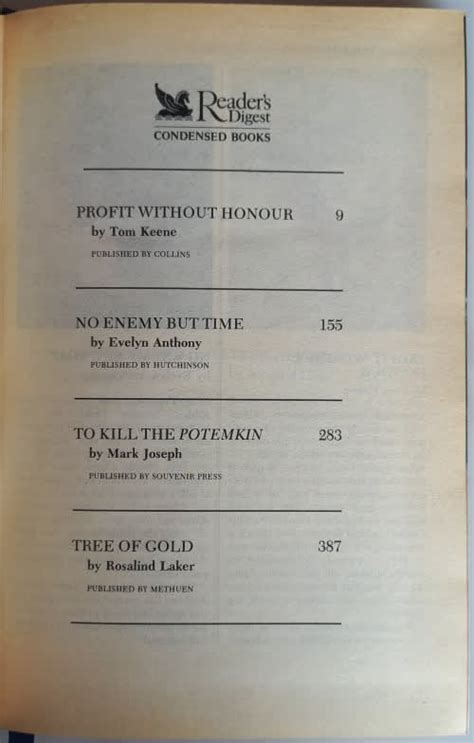 Reader's
Digest
CONDENSED BOOKS
PROFIT WITHOUT HONOUR 9
by Tom Keene
PUBLISHED BY COLLINS
NO ENEMY BUT TIME 155
by Evelyn Anthony
PUBLISHED BY HUTCHINSON
TO KILL THE POTEMKIN 283
by Mark Joseph
PUBLISHED BY SOUVENIR PRESS
TREE OF GOLD 387
by Rosalind Laker
PUBLISHED BY METHUEN